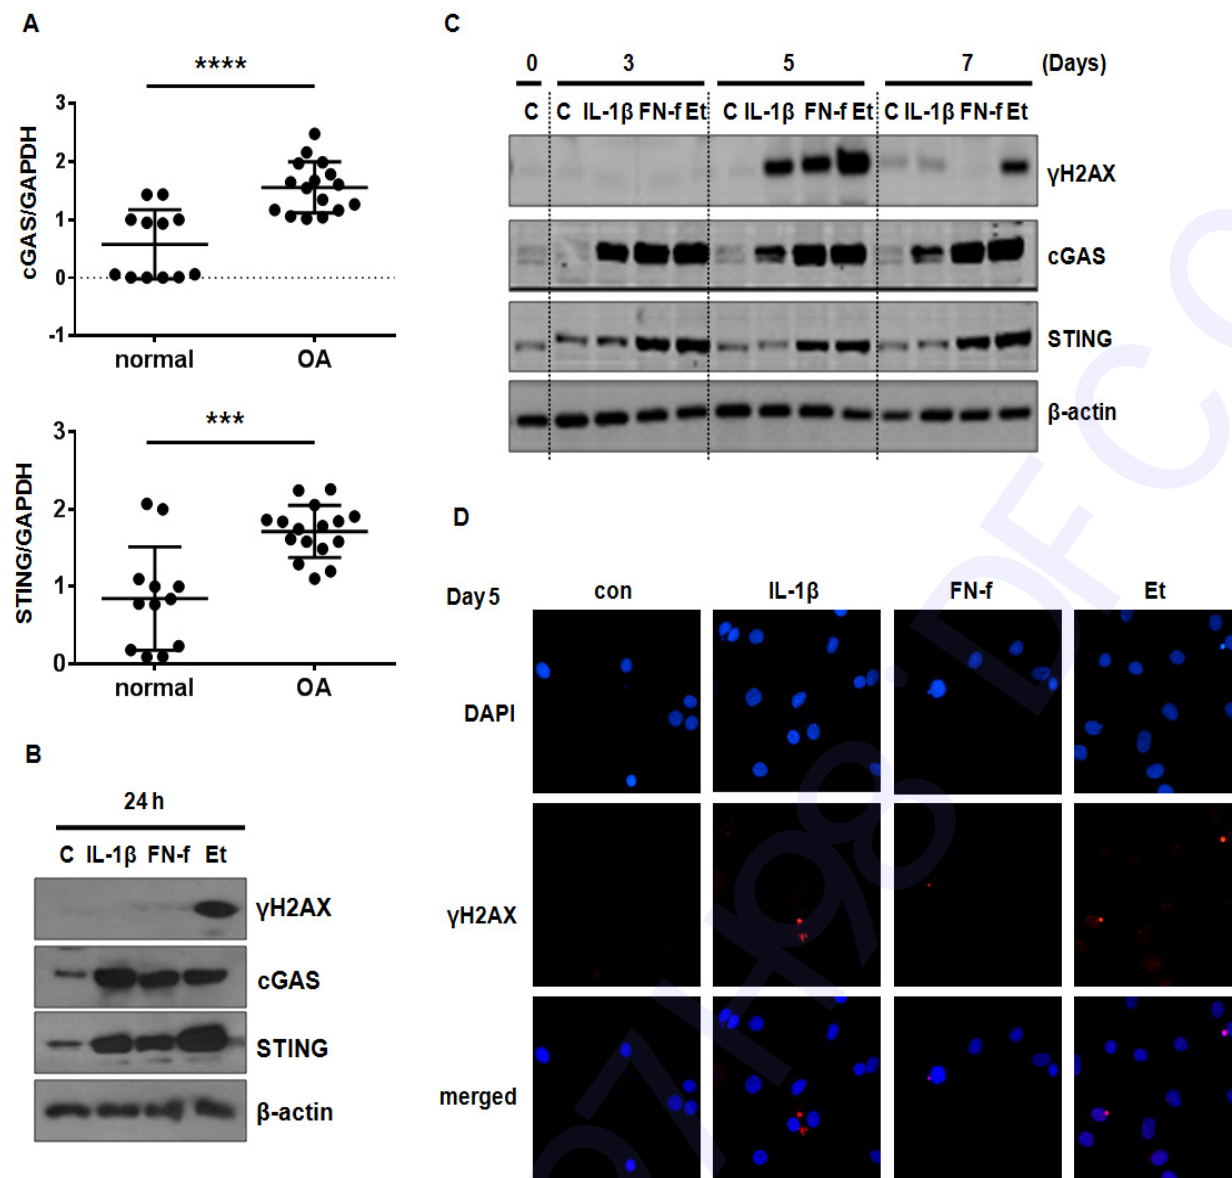 A
****
3
2
1
0
-1
cGAS/GAPDH
normal OA
***
3
2
1
0
STING/GAPDH
normal OA
B
24 h
C IL-1β FN-f Et
γH2AX
cGAS
STING
β-actin
C
0 3 5 7 (Days)
C C IL-1β FN-f Et C IL-1β FN-f Et C IL-1β FN-f Et
γH2AX
cGAS
STING
β-actin
D
Day 5 con IL-1β FN-f Et
DAPI
γH2AX
merged